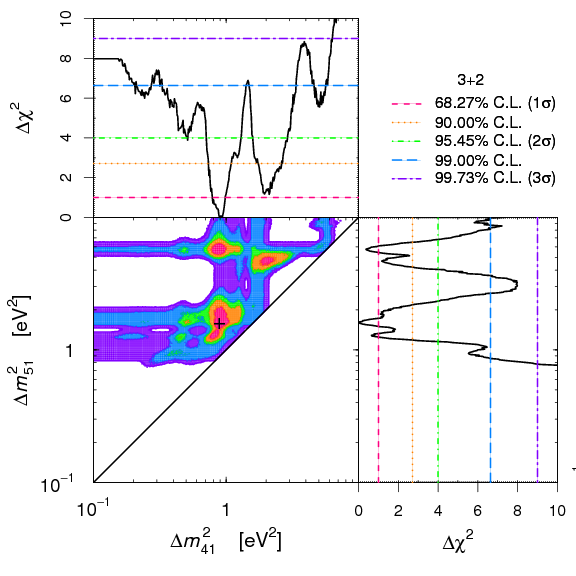 10
8
6
4
2
0
Δχ²
3+2
68.27% C.L. (1σ)
90.00% C.L.
95.45% C.L. (2σ)
99.00% C.L.
99.73% C.L. (3σ)
Δm²₅₁ [eV²]
1
10⁻¹
10⁻¹ 1
Δm²₄₁ [eV²]
0 2 4 6 8 10
Δχ²